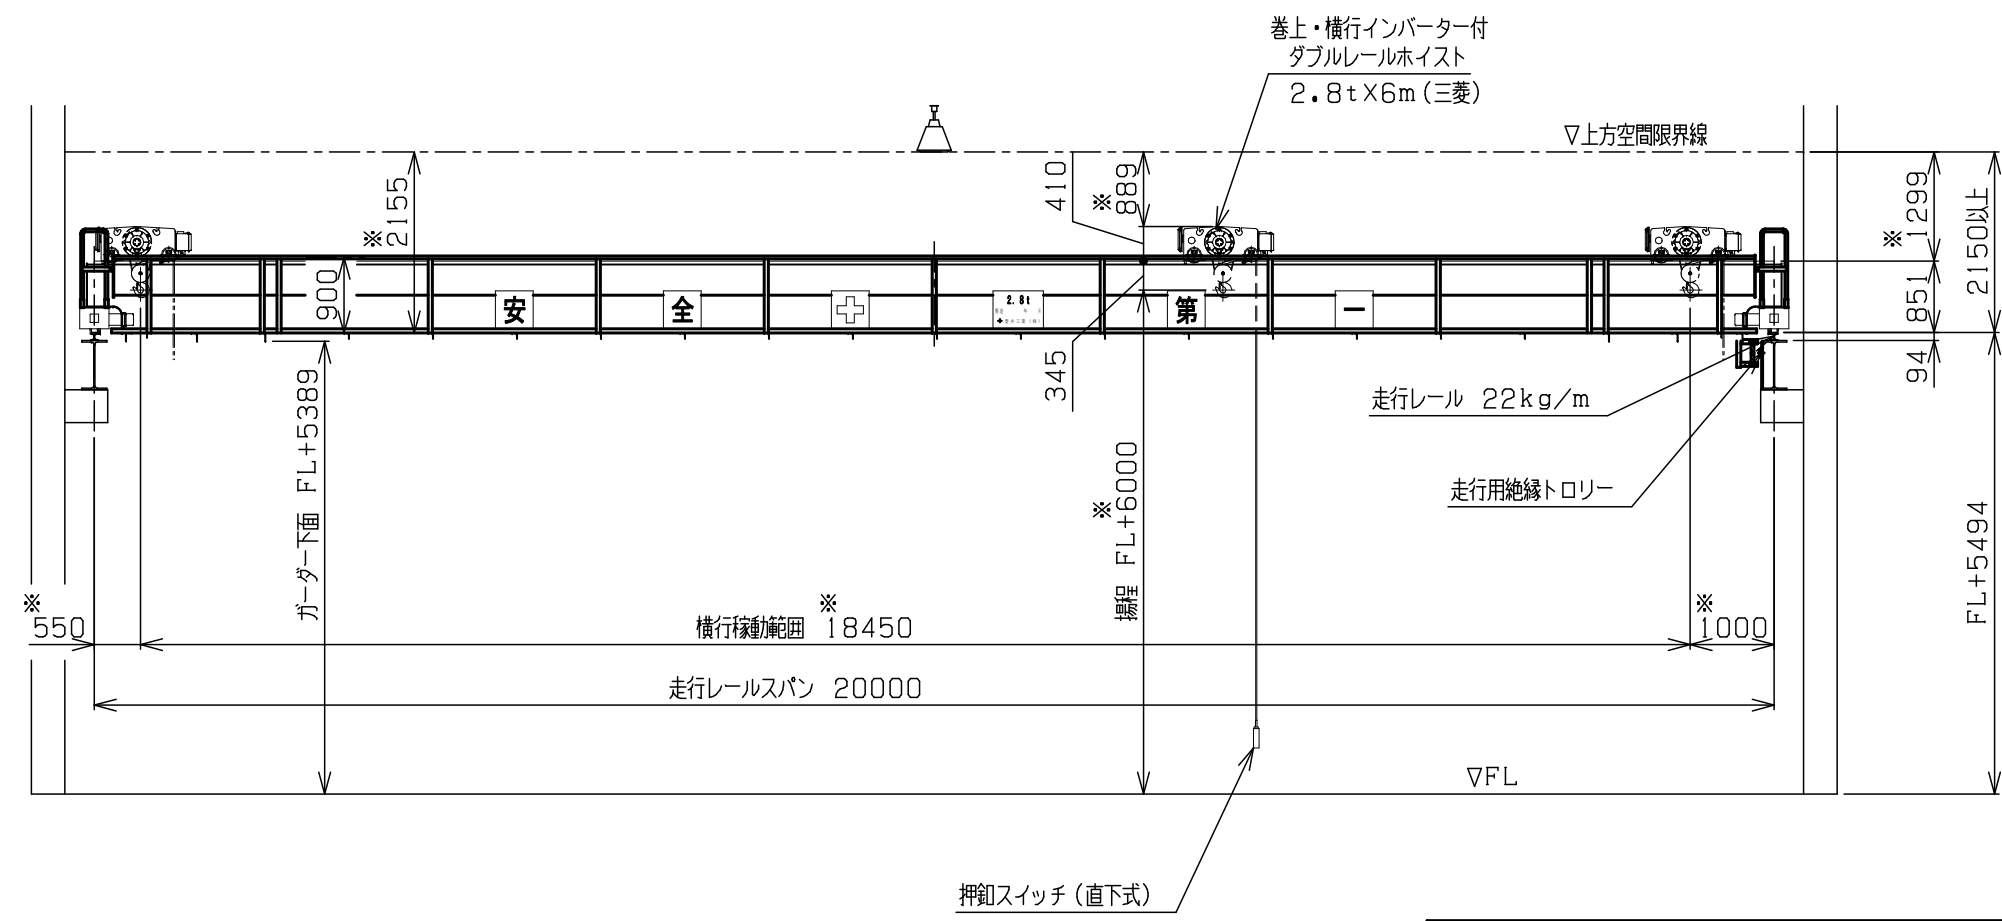 巻上・横行インバーター付
ダブルレールホイスト
2.8t×6m(三菱)
▽上方空間限界線
※
2155
410
※
889
※
1299
2150以上
900
安
全
2.8t
第
一
851
345
94
走行レール 22kg/m
ガーダー下面 FL+5389
※
揚程 FL+6000
走行用絶縁トロリー
FL+5494
※
550
横行稼動範囲 ※ 18450
※
1000
走行レールスパン 20000
▽FL
押釦スイッチ(直下式)